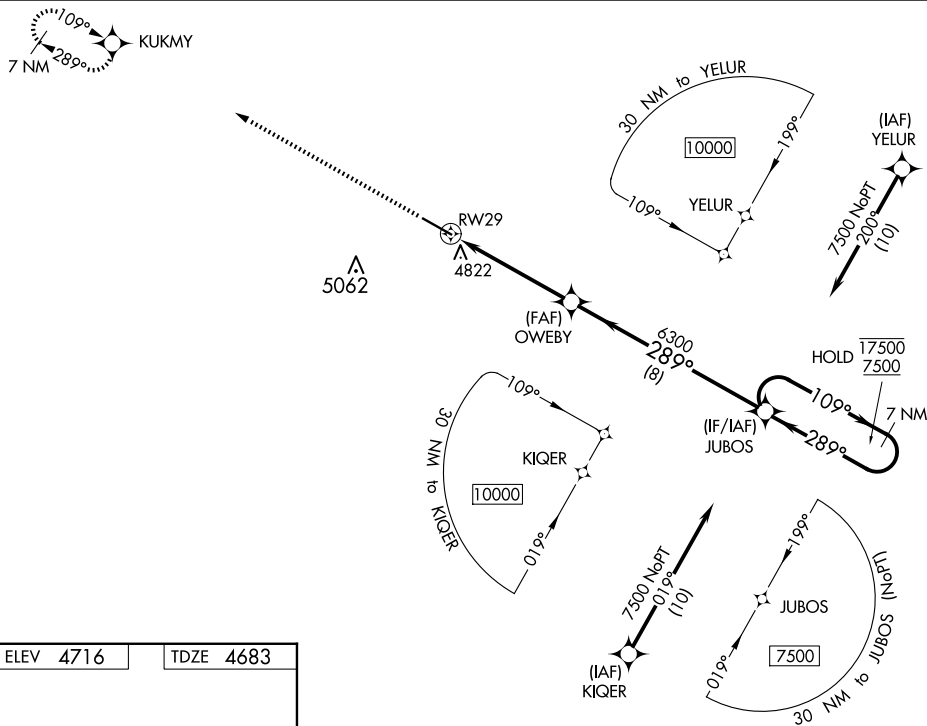 109°
KUKMY
289°
7 NM
30 NM to YELUR
10000
199°
YELUR
109°
(IAF)
YELUR
7500 NoPT
200°
(10)
RW29
4822
5062
(FAF)
OWEBY
6300
289°
(8)
HOLD 17500
7500
109°
7 NM
289°
(IF/IAF)
JUBOS
109°
30 NM to KIQER
KIQER
10000
019°
7500 NoPT
019°
(10)
(IAF)
KIQER
199°
JUBOS
019°
7500
30 NM to JUBOS (NoPT)
ELEV 4716
TDZE 4683